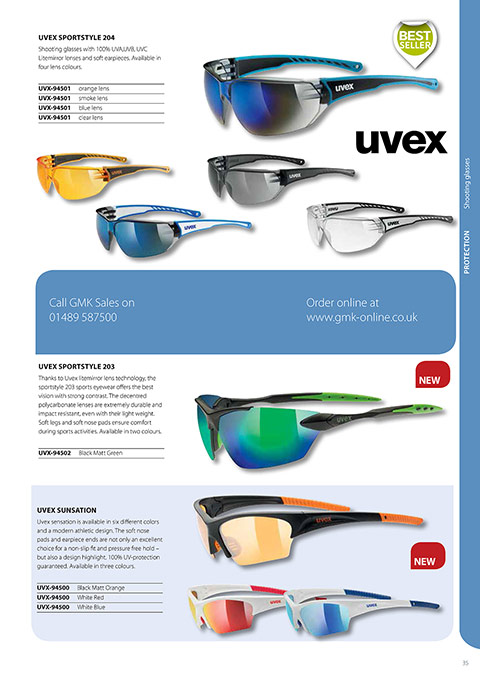 UVEX SPORTSTYLE 204
Shooting glasses with 100% UVA,UVB, UVC
Litemirror lenses and soft earpieces. Available in
four lens colours.
UVX-94501 orange lens
UVX-94501 smoke lens
UVX-94501 blue lens
UVX-94501 clear lens
BEST
SELLER
uvex
uvex
uvex
uvex
Shooting glasses
PROTECTION
Call GMK Sales on
01489 587500
Order online at
www.gmk-online.co.uk
UVEX SPORTSTYLE 203
Thanks to Uvex litemirror lens technology, the
sportstyle 203 sports eyewear offers the best
vision with strong contrast. The decentred
polycarbonate lenses are extremely durable and
impact resistant, even with their light weight.
Soft legs and soft nose pads ensure comfort
during sports activities. Available in two colours.
UVX-94502 Black Matt Green
NEW
uvex
UVEX SUNSATION
Uvex sensation is available in six different colors
and a modern athletic design. The soft nose
pads and earpiece ends are not only an excellent
choice for a non-slip fit and pressure free hold –
but also a design highlight. 100% UV-protection
guaranteed. Available in three colours.
UVX-94500 Black Matt Orange
UVX-94500 White Red
UVX-94500 White Blue
uvex
NEW
uvex
35